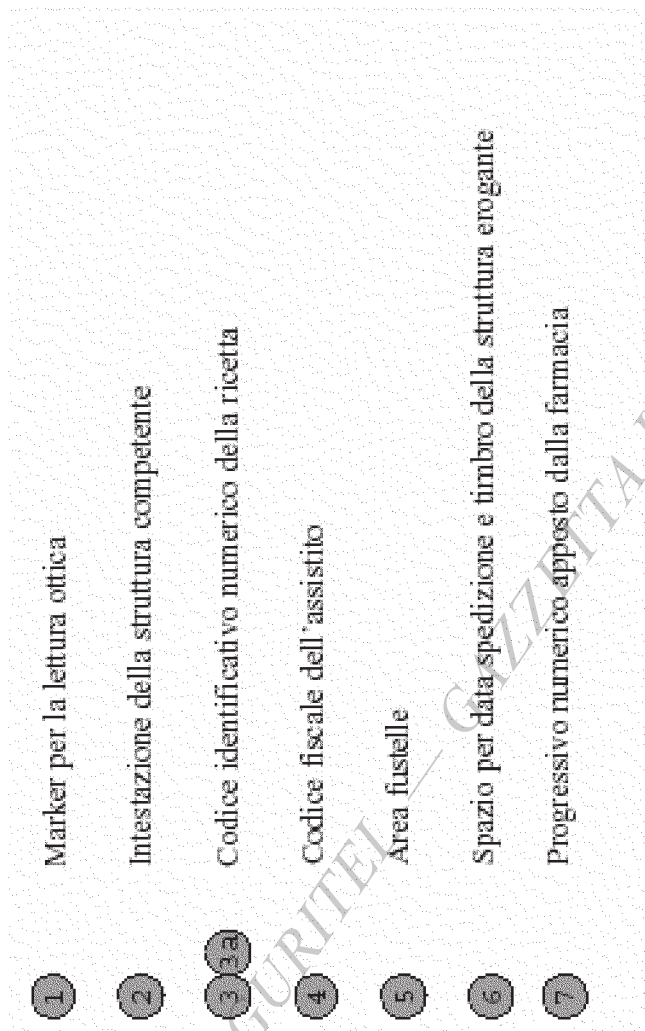 1 Marker per la lettura ottica
2 Intestazione della struttura competente
3 3a Codice identificativo numerico della ricetta
4 Codice fiscale dell'assistito
5 Area fustelle
6 Spazio per data spedizione e timbro della struttura erogante
7 Progressivo numerico apposto dalla farmacia
GURITEL — GAZZETTA